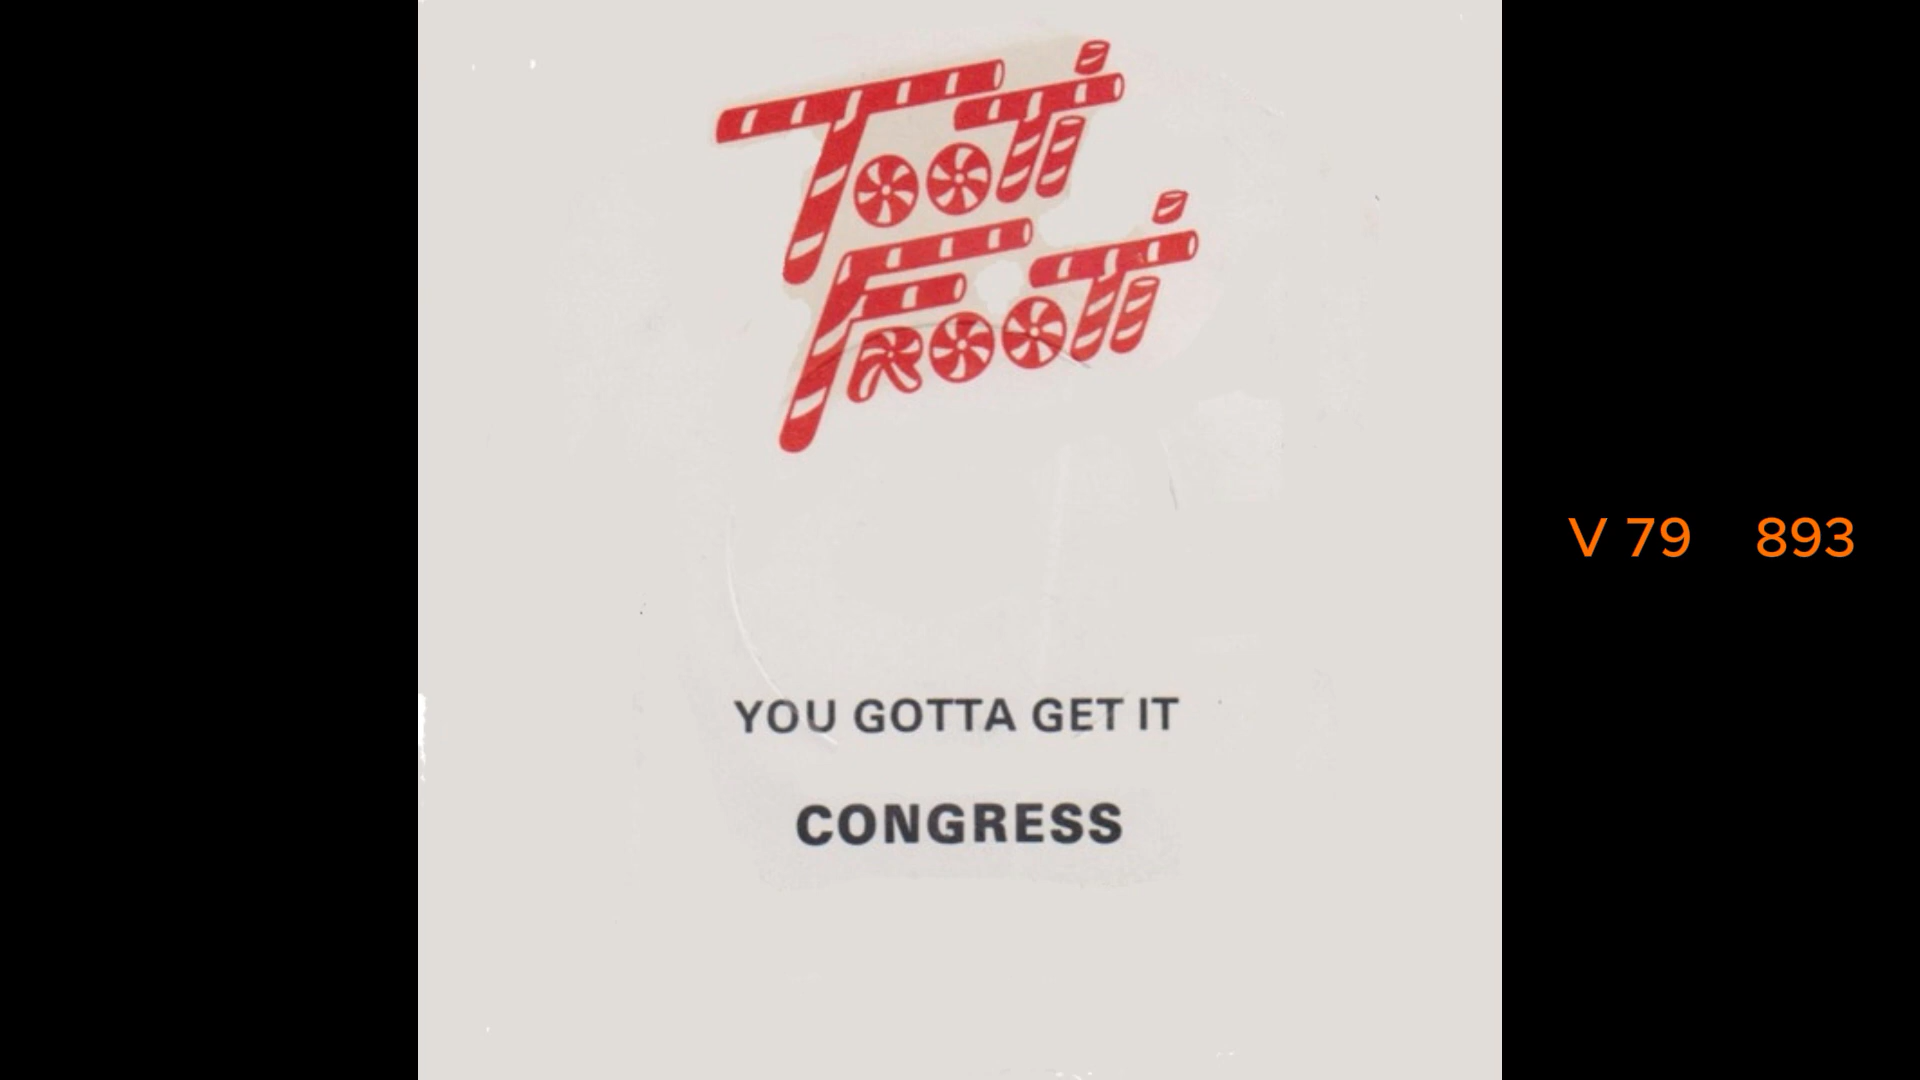 Tooti
Frooti
YOU GOTTA GET IT
CONGRESS
V 79 893